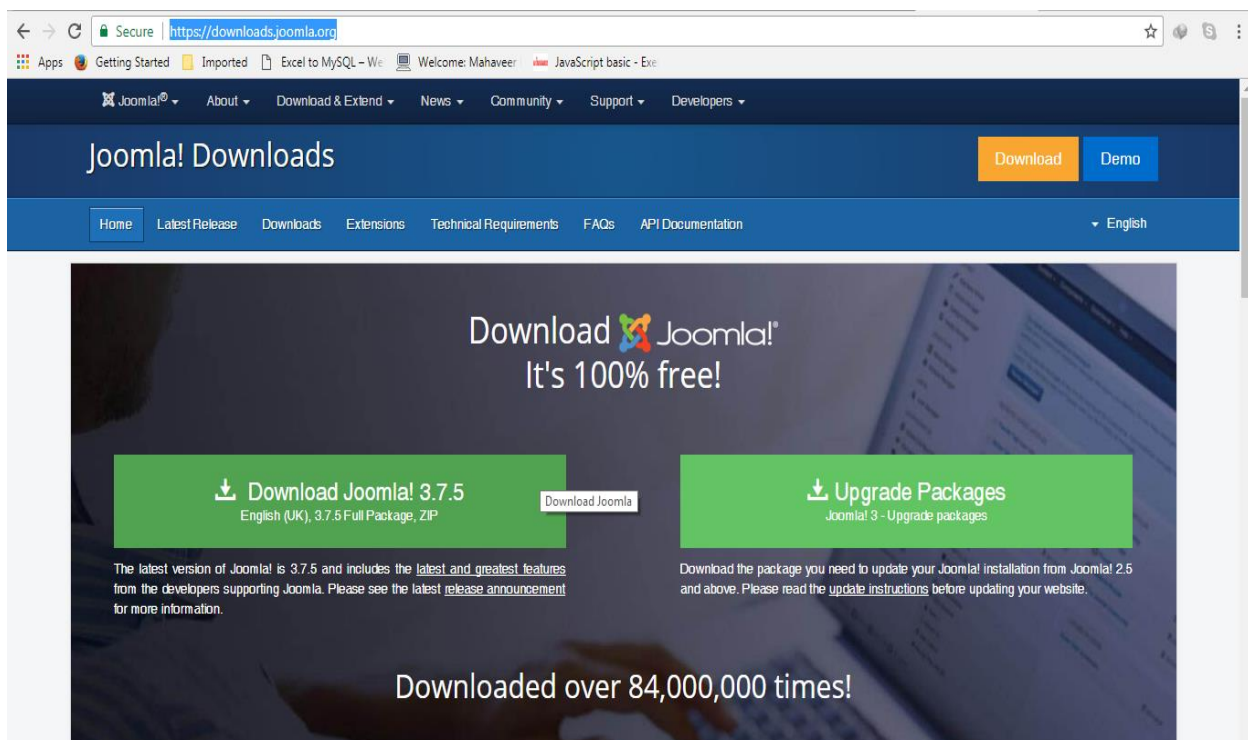 Secure | https://downloads.joomla.org
Apps Getting Started Imported Excel to MySQL – We Welcome: Mahaveer JavaScript basic - Exe
Joomla!® About Download & Extend News Community Support Developers
Joomla! Downloads
Download Demo
Home Latest Release Downloads Extensions Technical Requirements FAQs API Documentation English
Download Joomla!®
It's 100% free!
Download Joomla! 3.7.5
English (UK), 3.7.5 Full Package, ZIP
Download Joomla
The latest version of Joomla! is 3.7.5 and includes the latest and greatest features
from the developers supporting Joomla. Please see the latest release announcement
for more information.
Upgrade Packages
Joomla! 3 - Upgrade packages
Download the package you need to update your Joomla! installation from Joomla! 2.5
and above. Please read the update instructions before updating your website.
Downloaded over 84,000,000 times!